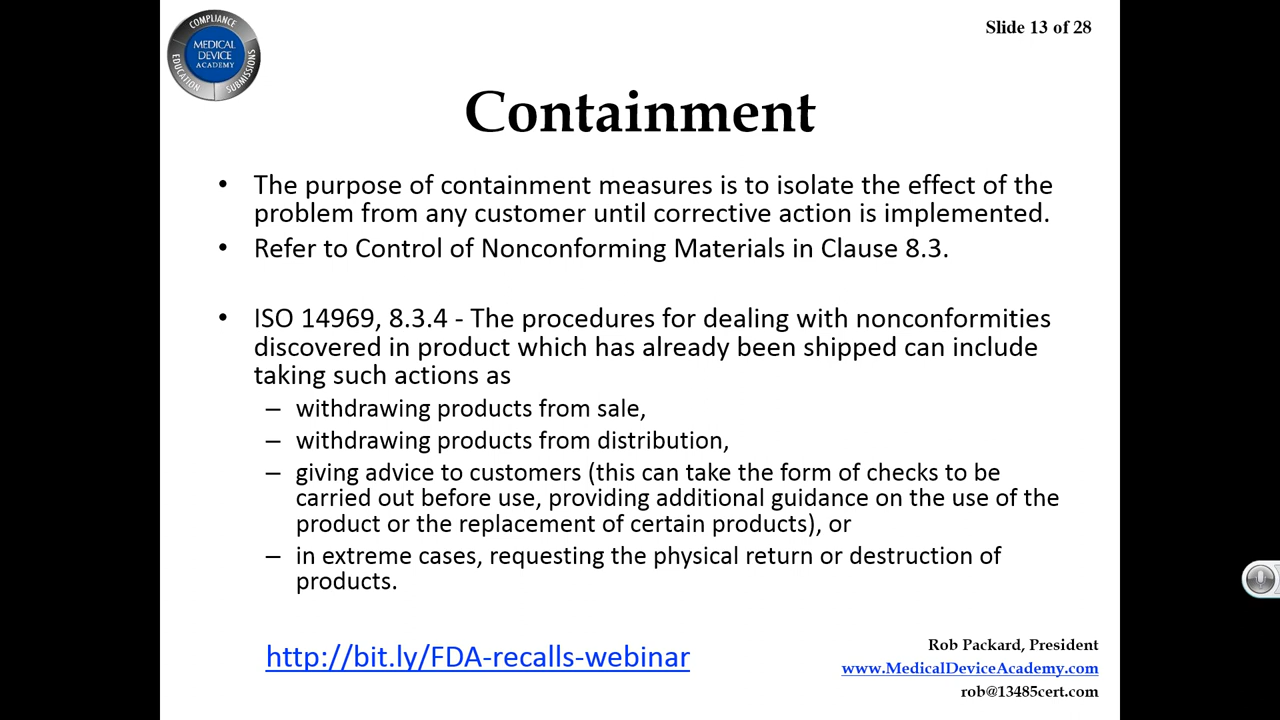 COMPLIANCE
MEDICAL
DEVICE
ACADEMY
EDUCATION
SUBMISSIONS
Slide 13 of 28
Containment
• The purpose of containment measures is to isolate the effect of the
problem from any customer until corrective action is implemented.
• Refer to Control of Nonconforming Materials in Clause 8.3.
• ISO 14969, 8.3.4 - The procedures for dealing with nonconformities
discovered in product which has already been shipped can include
taking such actions as
– withdrawing products from sale,
– withdrawing products from distribution,
– giving advice to customers (this can take the form of checks to be
carried out before use, providing additional guidance on the use of the
product or the replacement of certain products), or
– in extreme cases, requesting the physical return or destruction of
products.
http://bit.ly/FDA-recalls-webinar
Rob Packard, President
www.MedicalDeviceAcademy.com
rob@13485cert.com